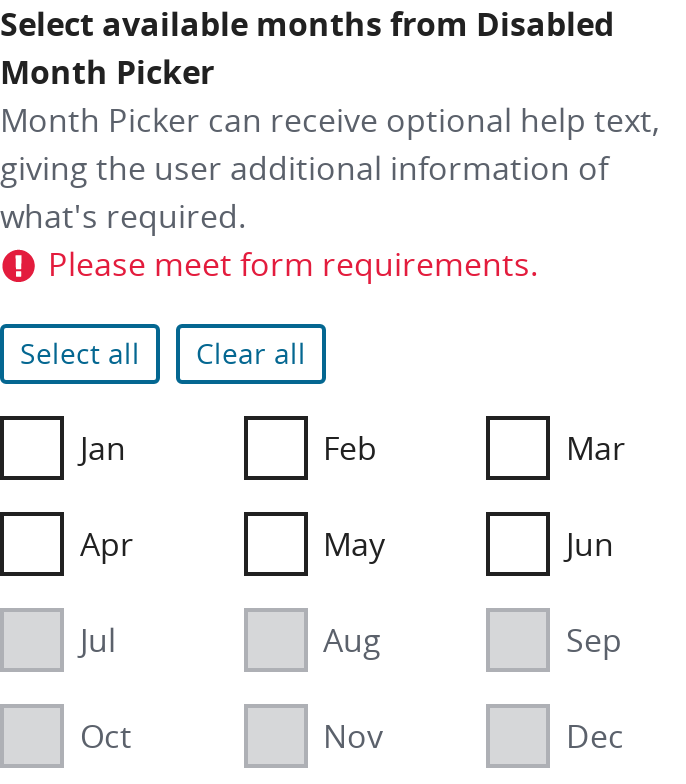 Select available months from Disabled
Month Picker
Month Picker can receive optional help text,
giving the user additional information of
what's required.
Please meet form requirements.
Select all Clear all
Jan Feb Mar
Apr May Jun
Jul Aug Sep
Oct Nov Dec